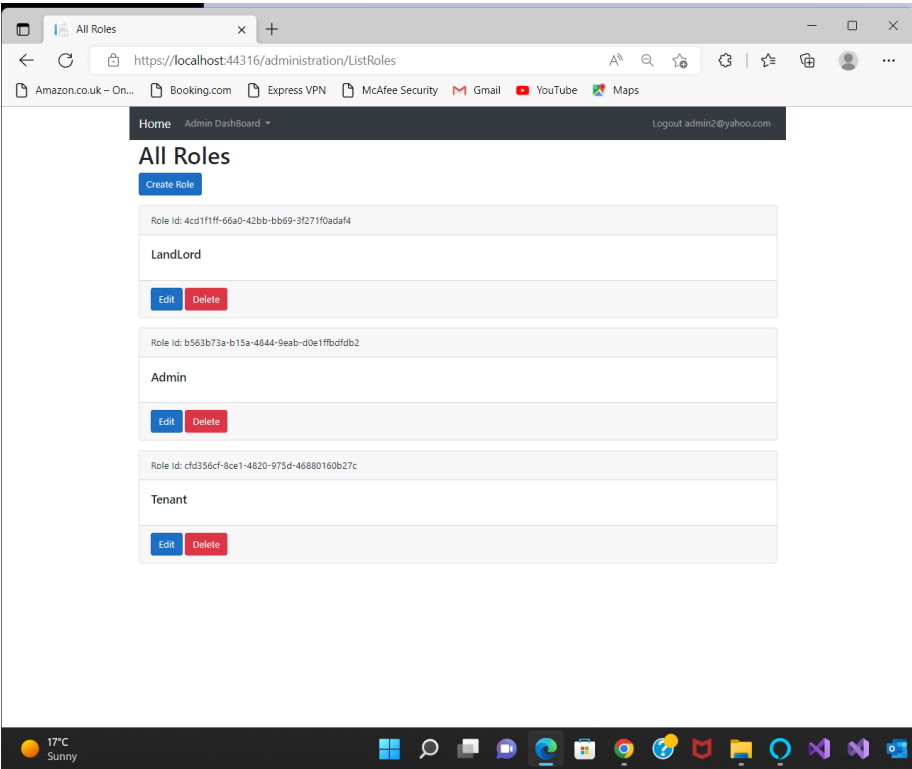 All Roles
https://localhost:44316/administration/ListRoles
Amazon.co.uk – On... Booking.com Express VPN McAfee Security Gmail YouTube Maps
Home Admin DashBoard Logout admin2@yahoo.com
All Roles
Create Role
Role Id: 4cd1f1ff-66a0-42bb-bb69-3f271f0adaf4
LandLord
Edit Delete
Role Id: b563b73a-b15a-4844-9eab-d0e1ffbdfdb2
Admin
Edit Delete
Role Id: cfd356cf-8ce1-4820-975d-46880160b27c
Tenant
Edit Delete
17°C
Sunny